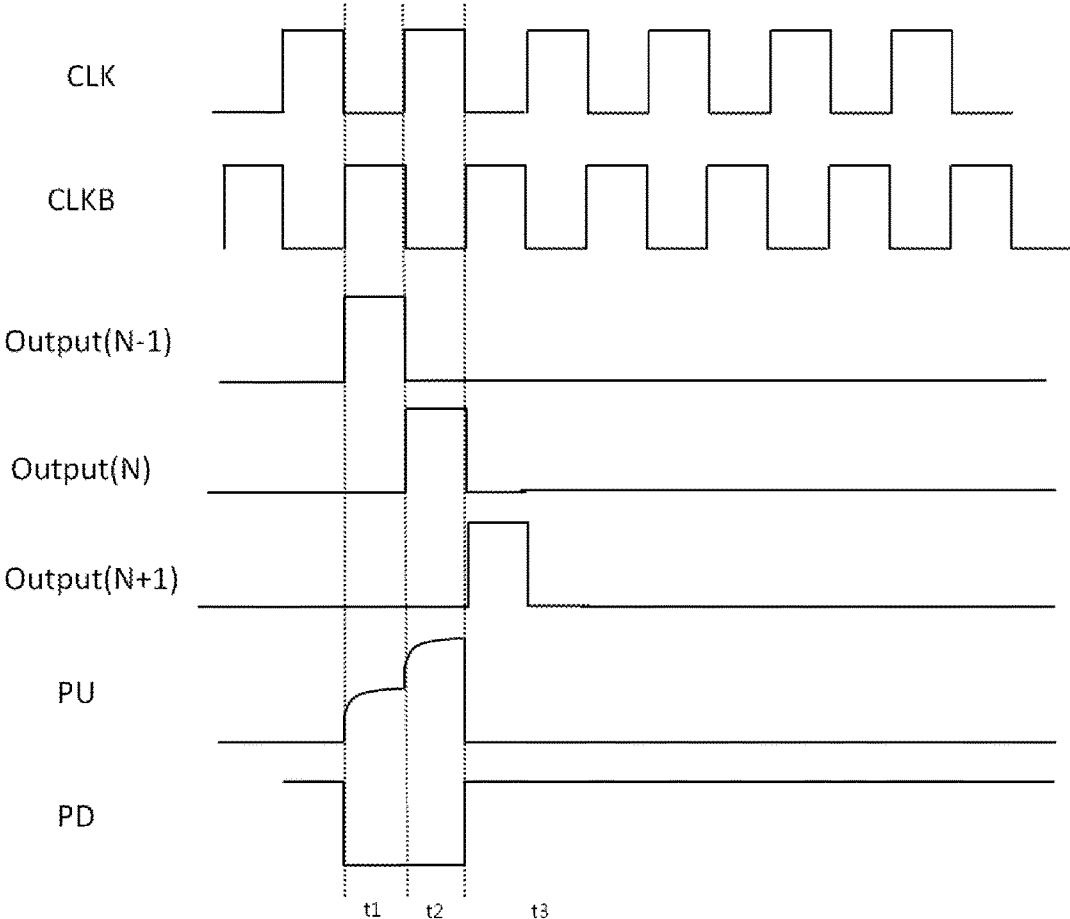 CLK
CLKB
Output(N-1)
Output(N)
Output(N+1)
PU
PD
t1 t2 t3